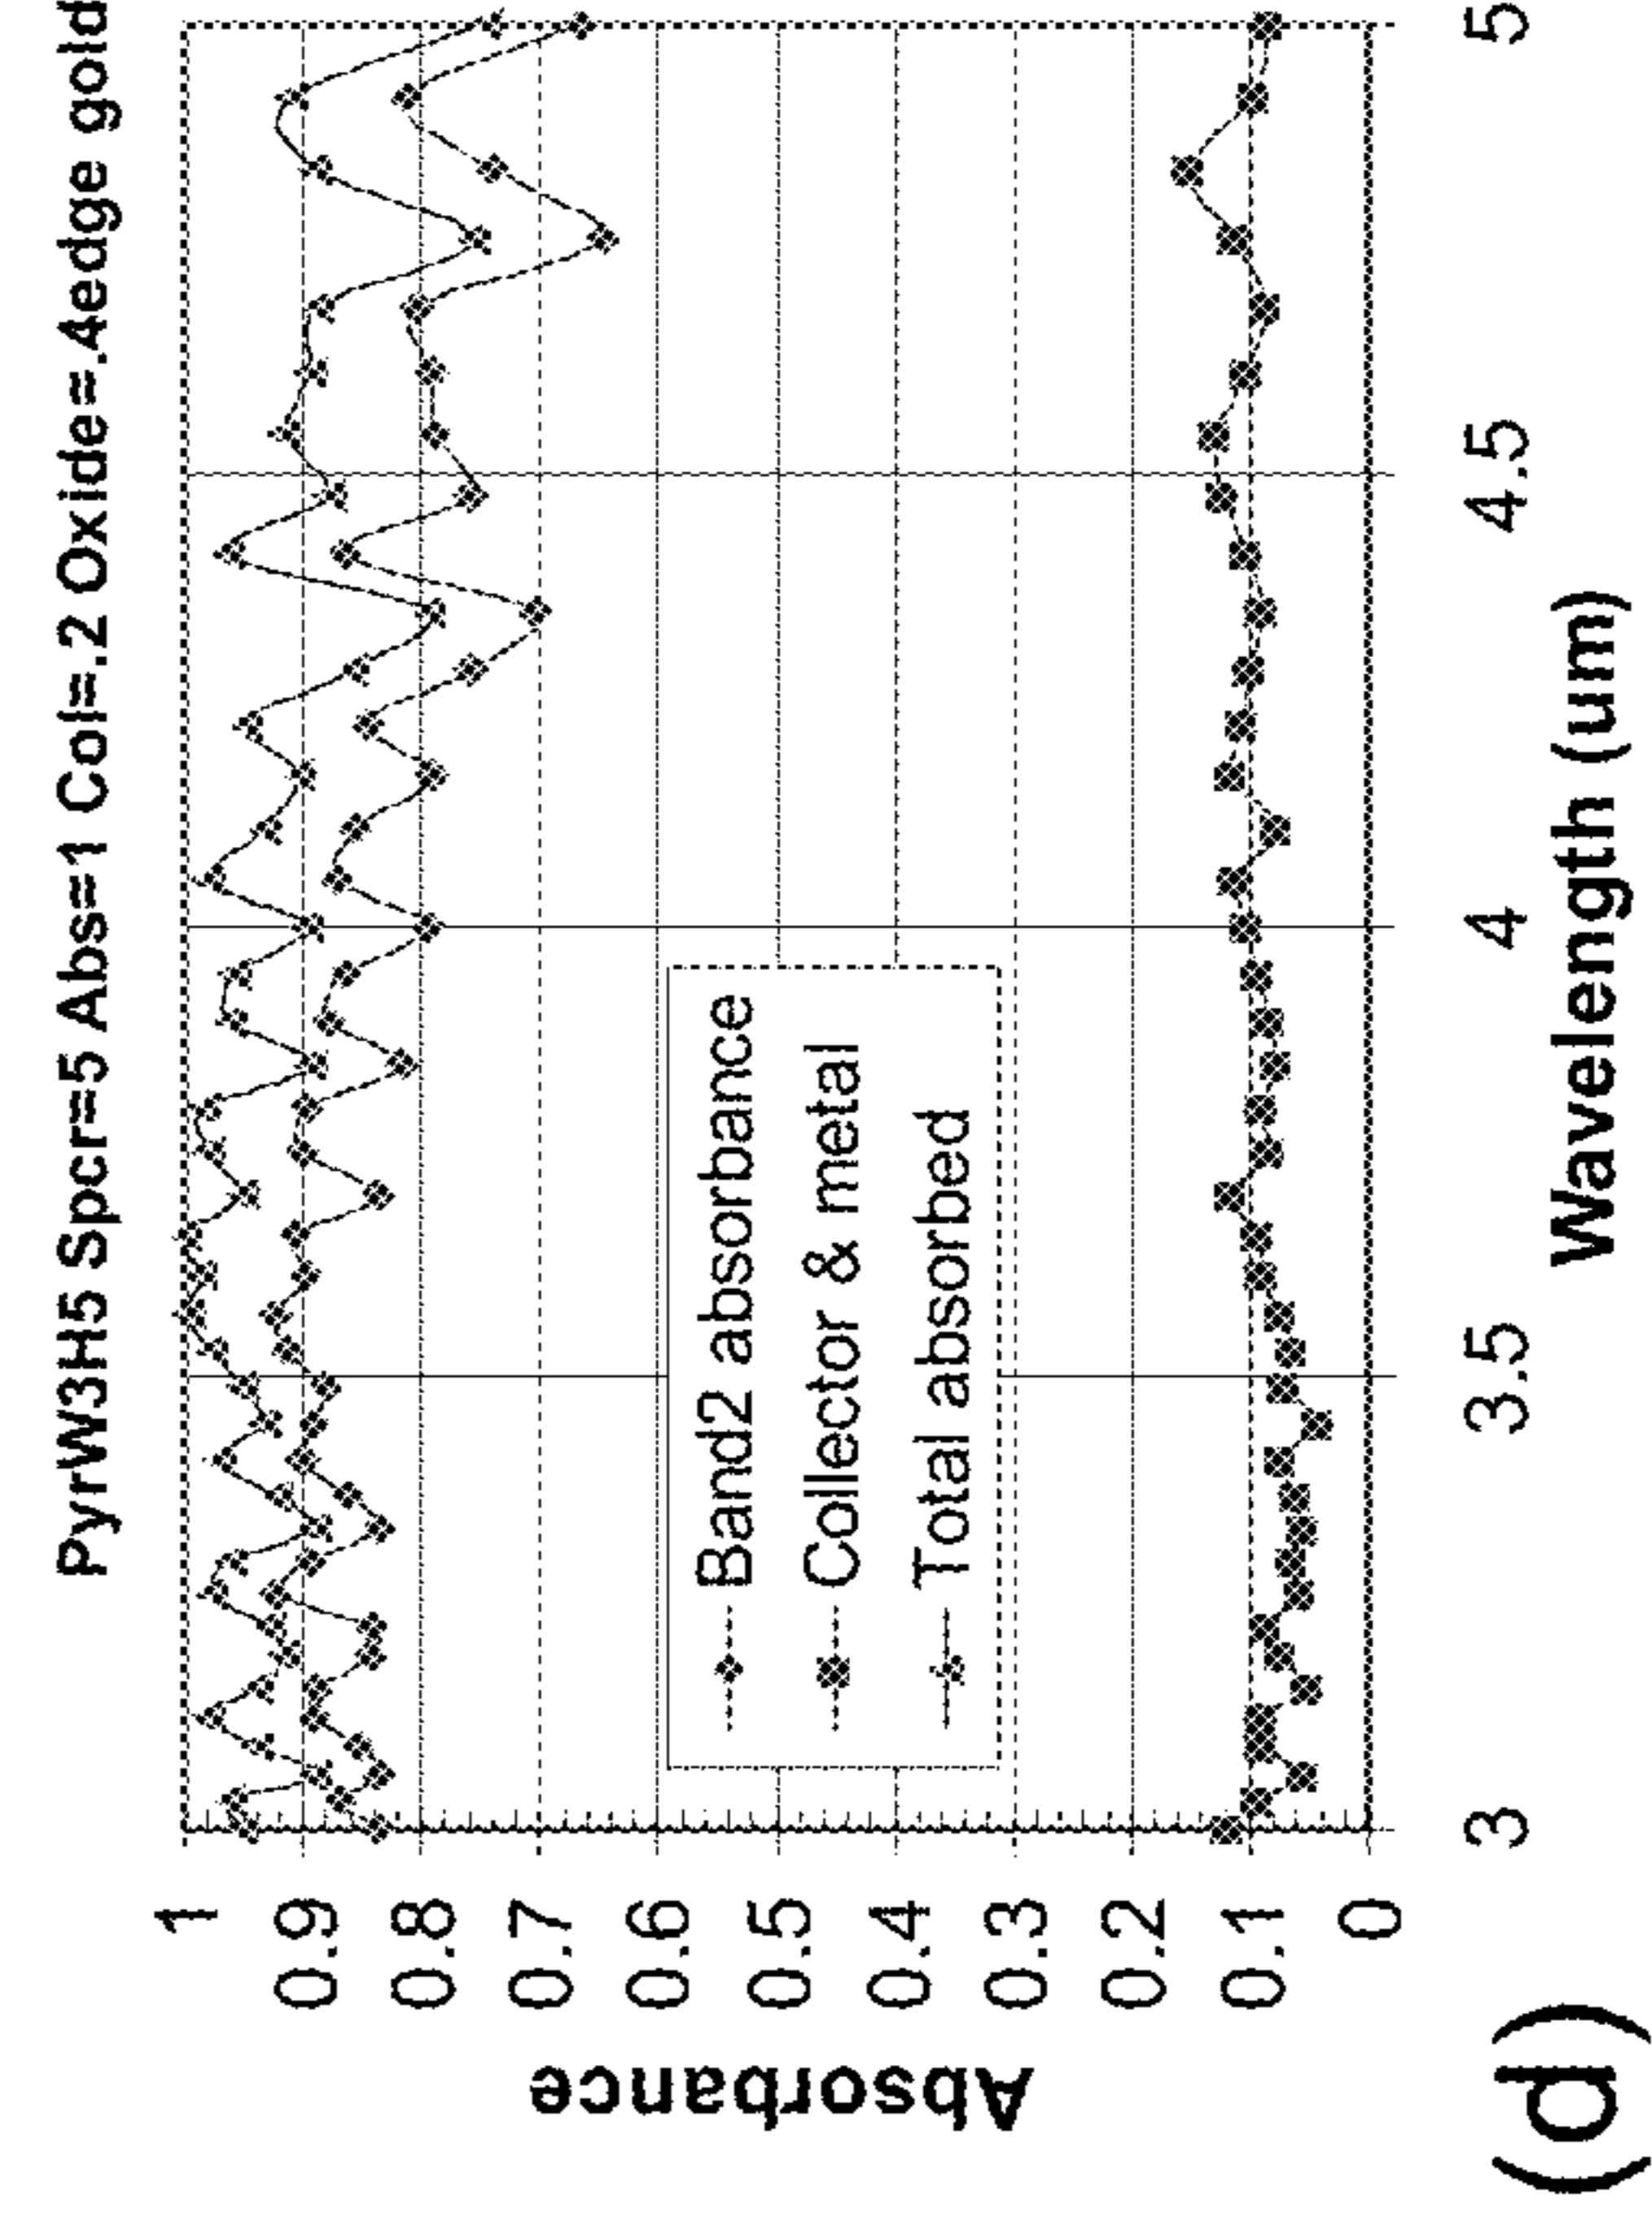 PyrW3H5 Spcr=5 Abs=1 Col=.2 Oxide=.4edge gold
Absorbance
1
0.9
0.8
0.7
0.6
0.5
0.4
0.3
0.2
0.1
0
Band2 absorbance
Collector & metal
Total absorbed
3
3.5
4
4.5
5
Wavelength (um)
(d)